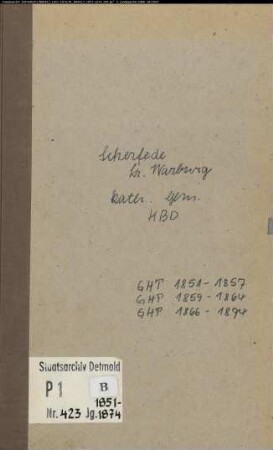 Scherfede
Kr. Warburg
Kath. Gem.
HBD
GHT 1851-1857
GHP 1859-1864
GHP 1866-1874
Staatsarchiv Detmold
P1
B
1851-
Nr. 423 Jg. 1874